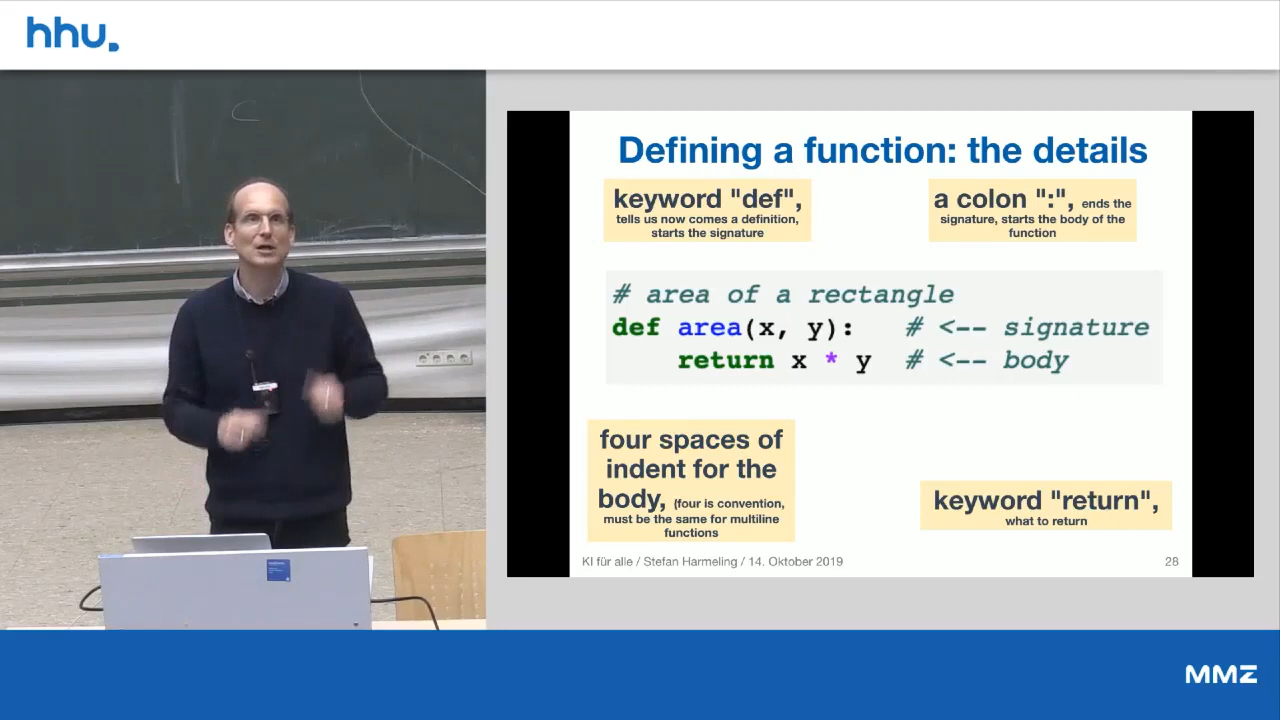 hhu.
Defining a function: the details
keyword "def",
tells us now comes a definition,
starts the signature
a colon ":", ends the
signature, starts the body of the
function
# area of a rectangle
def area(x, y):   # <-- signature
    return x * y  # <-- body
four spaces of
indent for the
body, (four is convention,
must be the same for multiline
functions
keyword "return",
what to return
KI für alle / Stefan Harmeling / 14. Oktober 2019
28
MMZ